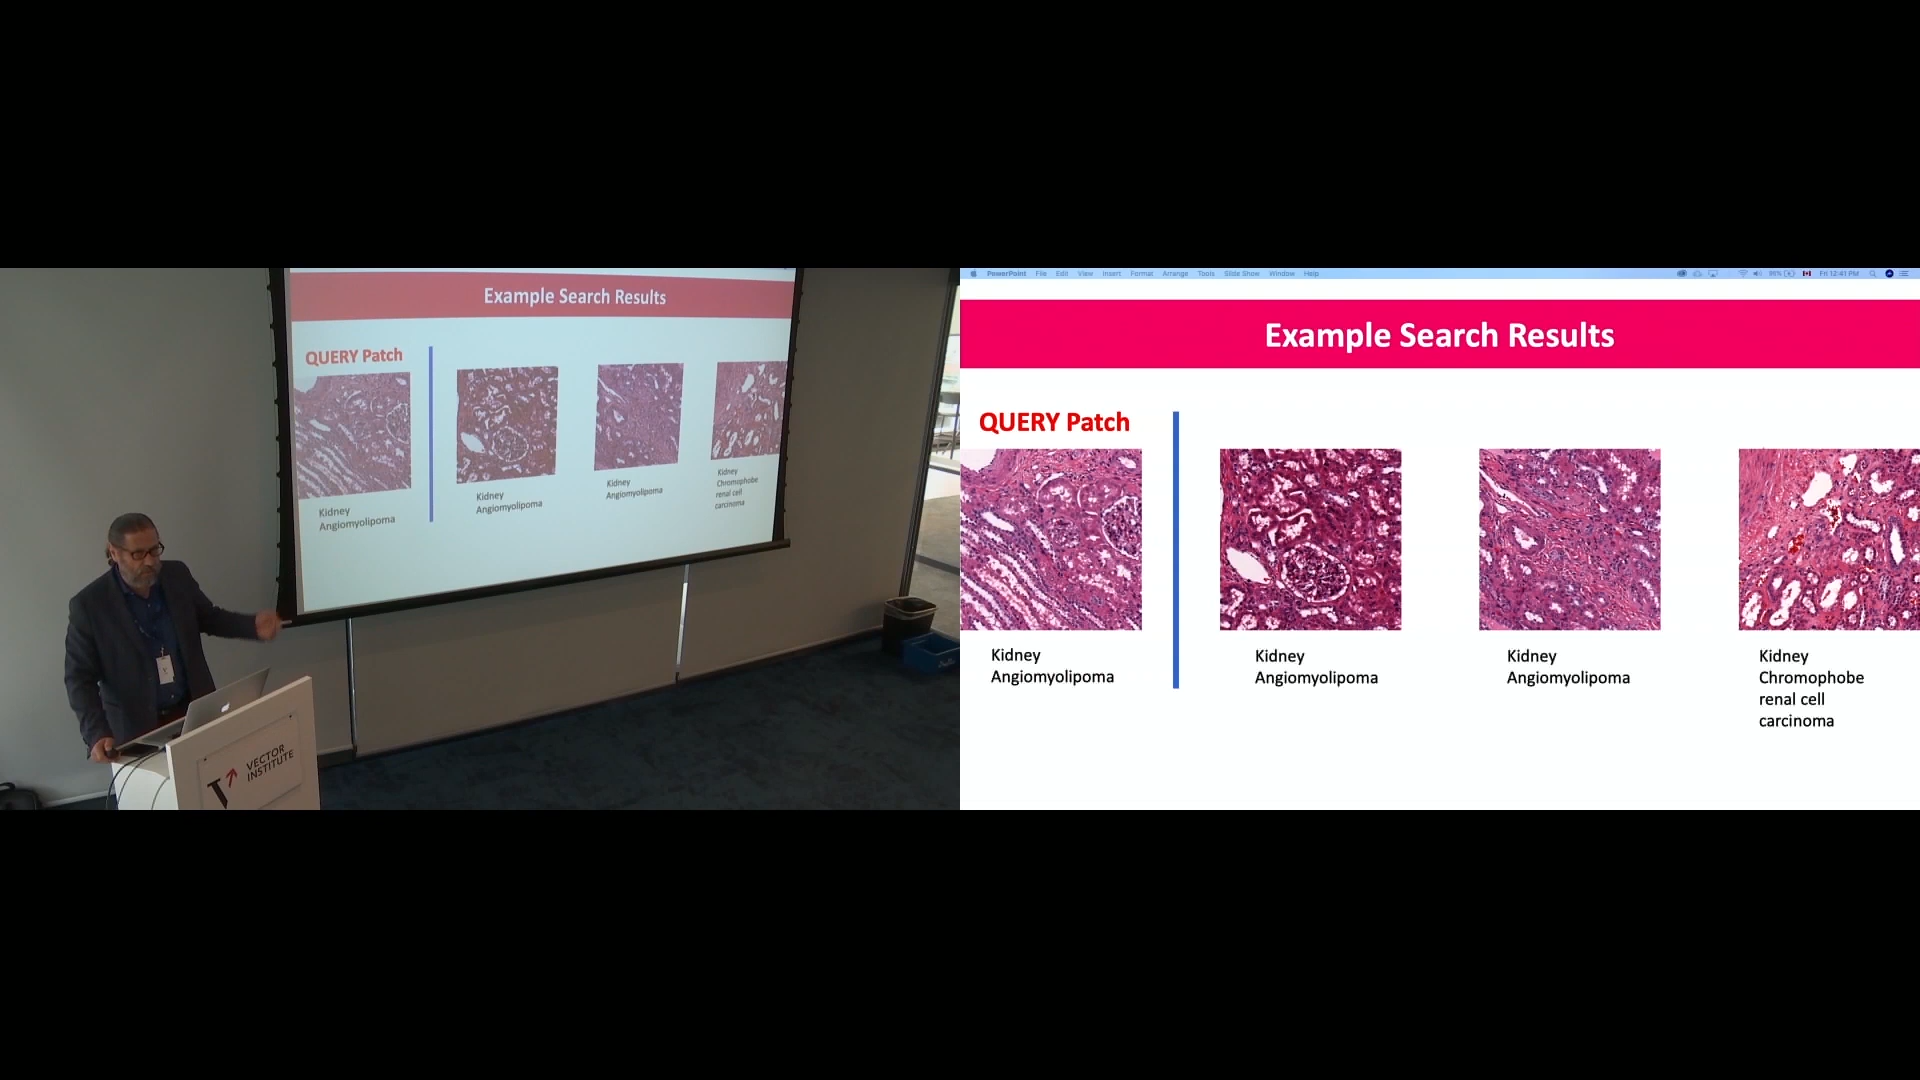 Example Search Results
QUERY Patch
Kidney
Angiomyolipoma
Kidney
Angiomyolipoma
Kidney
Angiomyolipoma
Kidney
Chromophobe
renal cell
carcinoma
VECTOR
INSTITUTE
PowerPoint File Edit View Insert Format Arrange Tools Slide Show Window Help
Fri 12:41 PM
Example Search Results
QUERY Patch
Kidney
Angiomyolipoma
Kidney
Angiomyolipoma
Kidney
Angiomyolipoma
Kidney
Chromophobe
renal cell
carcinoma